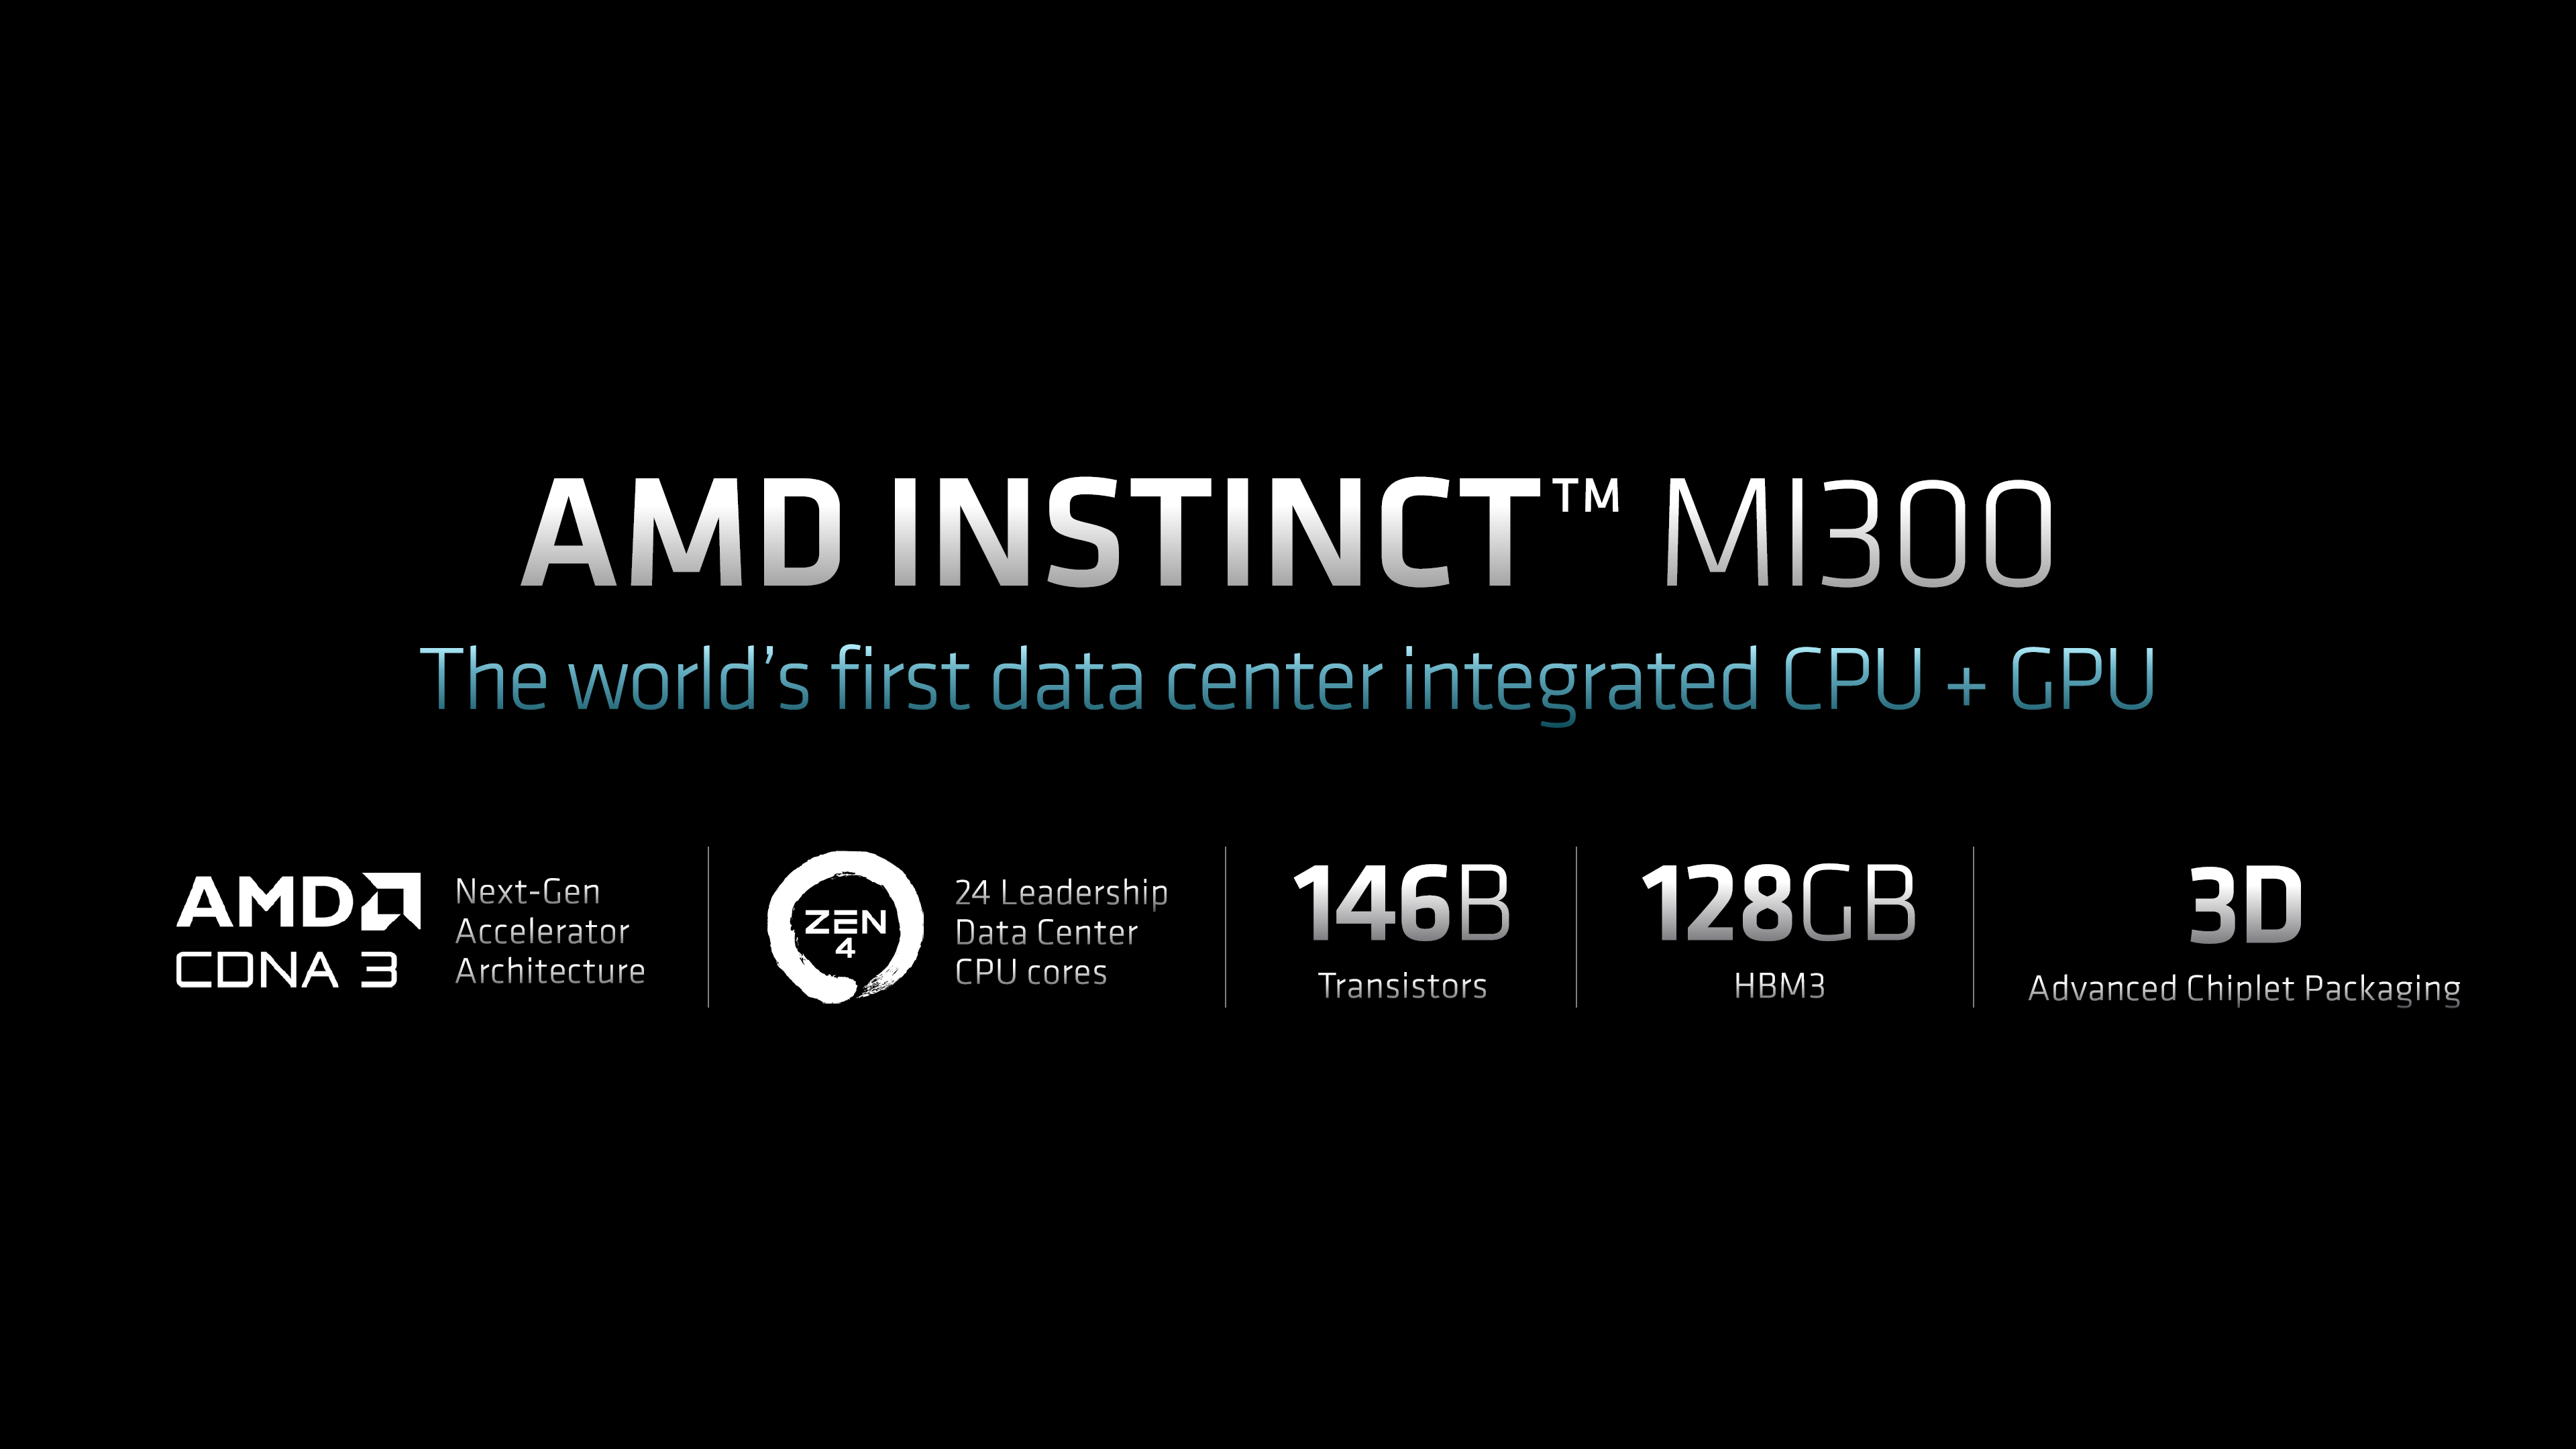 AMD INSTINCT™ MI300
The world’s first data center integrated CPU + GPU
AMD
CDNA 3
Next-Gen
Accelerator
Architecture
ZEN
4
24 Leadership
Data Center
CPU cores
146B
Transistors
128GB
HBM3
3D
Advanced Chiplet Packaging